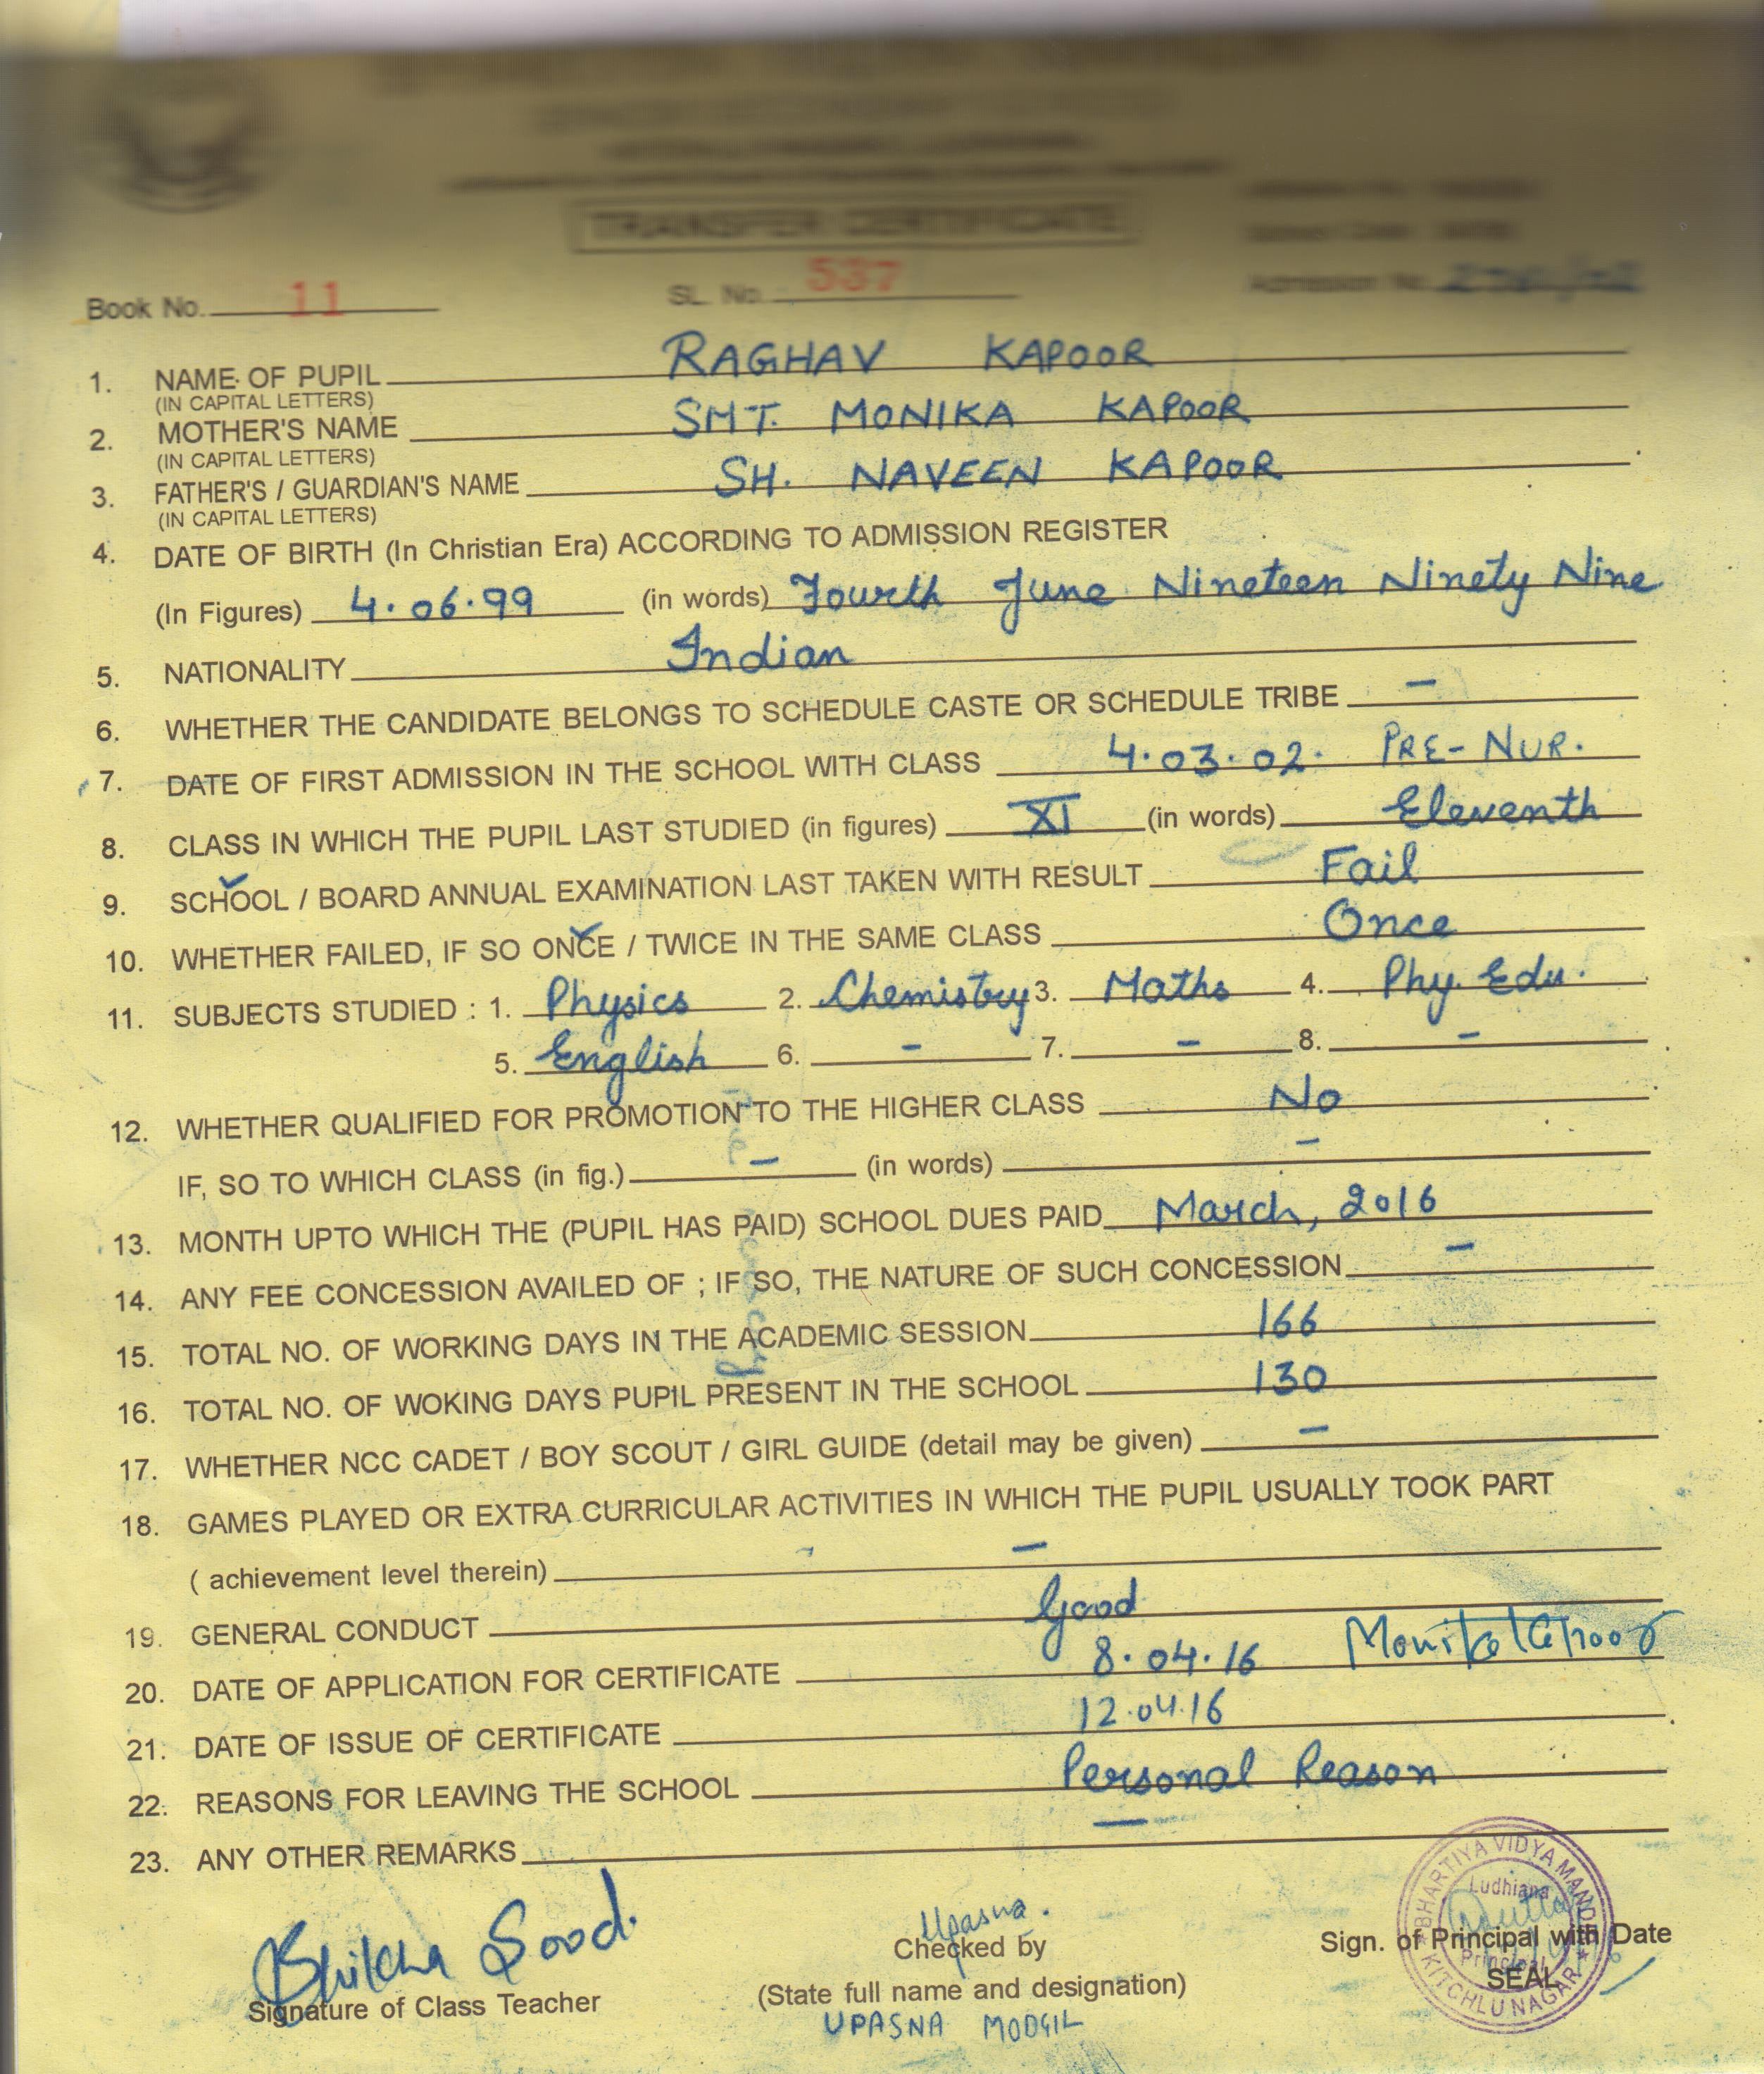 TRANSFER CERTIFICATE
Book No. 11 SL. No. 537 Admission No.
1. NAME OF PUPIL RAGHAV KAPOOR
(IN CAPITAL LETTERS)
2. MOTHER'S NAME SMT. MONIKA KAPOOR
(IN CAPITAL LETTERS)
3. FATHER'S / GUARDIAN'S NAME SH. NAVEEN KAPOOR
(IN CAPITAL LETTERS)
4. DATE OF BIRTH (In Christian Era) ACCORDING TO ADMISSION REGISTER
(In Figures) 4.06.99 (in words) Fourth June Nineteen Ninety Nine
5. NATIONALITY Indian
6. WHETHER THE CANDIDATE BELONGS TO SCHEDULE CASTE OR SCHEDULE TRIBE –
7. DATE OF FIRST ADMISSION IN THE SCHOOL WITH CLASS 4.03.02. PRE-NUR.
8. CLASS IN WHICH THE PUPIL LAST STUDIED (in figures) XI (in words) Eleventh
9. SCHOOL / BOARD ANNUAL EXAMINATION LAST TAKEN WITH RESULT Fail
10. WHETHER FAILED, IF SO ONCE / TWICE IN THE SAME CLASS Once
11. SUBJECTS STUDIED : 1. Physics 2. Chemistry 3. Maths 4. Phy. Edu.
5. English 6. – 7. – 8. –
12. WHETHER QUALIFIED FOR PROMOTION TO THE HIGHER CLASS No
IF, SO TO WHICH CLASS (in fig.) – (in words) –
13. MONTH UPTO WHICH THE (PUPIL HAS PAID) SCHOOL DUES PAID March, 2016
14. ANY FEE CONCESSION AVAILED OF ; IF SO, THE NATURE OF SUCH CONCESSION –
15. TOTAL NO. OF WORKING DAYS IN THE ACADEMIC SESSION 166
16. TOTAL NO. OF WOKING DAYS PUPIL PRESENT IN THE SCHOOL 130
17. WHETHER NCC CADET / BOY SCOUT / GIRL GUIDE (detail may be given) –
18. GAMES PLAYED OR EXTRA CURRICULAR ACTIVITIES IN WHICH THE PUPIL USUALLY TOOK PART
( achievement level therein) –
19. GENERAL CONDUCT Good
20. DATE OF APPLICATION FOR CERTIFICATE 8.04.16 Monika Kapoor
21. DATE OF ISSUE OF CERTIFICATE 12.04.16
22. REASONS FOR LEAVING THE SCHOOL Personal Reason
23. ANY OTHER REMARKS –
BHARTIYA VIDYA MANDIR
Ludhiana
Principal
KITCHLU NAGAR
Sood. Upasna.
Signature of Class Teacher Checked by Sign. of Principal with Date
(State full name and designation) SEAL
UPASNA MODGIL